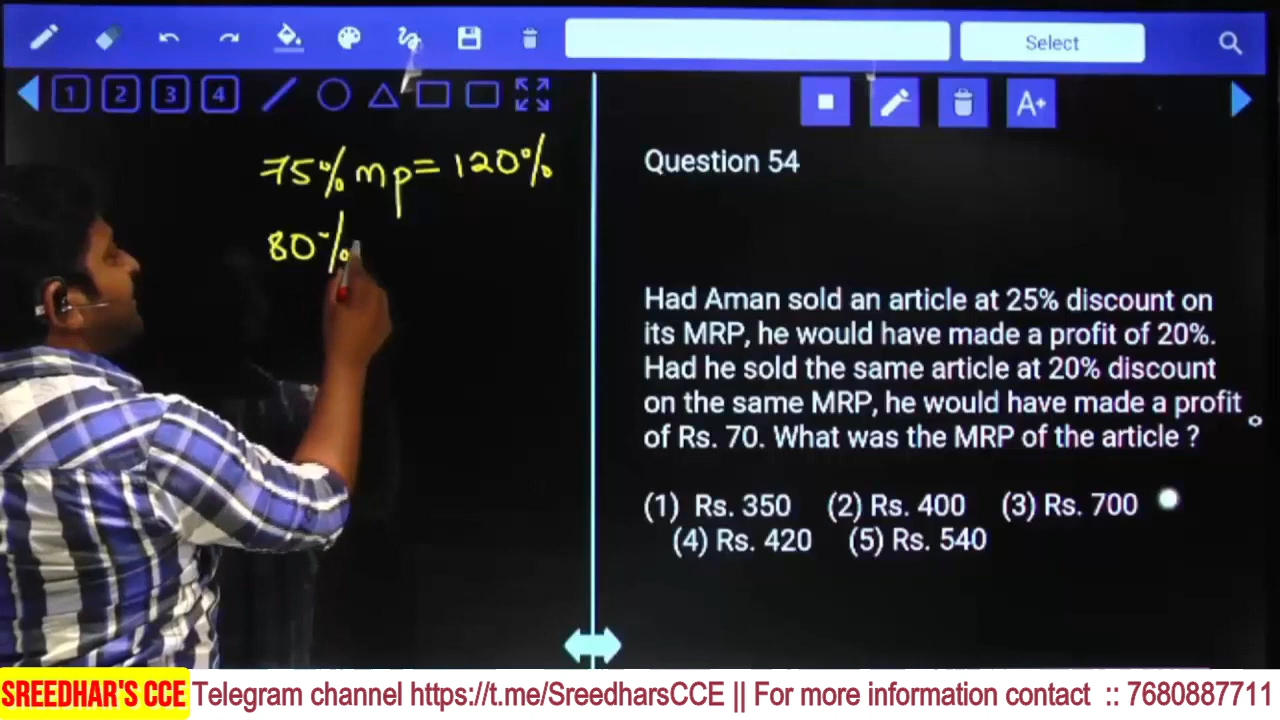 Select
1 2 3 4
A+
75% mp = 120%
80%
Question 54
Had Aman sold an article at 25% discount on
its MRP, he would have made a profit of 20%.
Had he sold the same article at 20% discount
on the same MRP, he would have made a profit
of Rs. 70. What was the MRP of the article ?
(1) Rs. 350 (2) Rs. 400 (3) Rs. 700
(4) Rs. 420 (5) Rs. 540
SREEDHAR'S CCE Telegram channel https://t.me/SreedharsCCE || For more information contact :: 7680887711